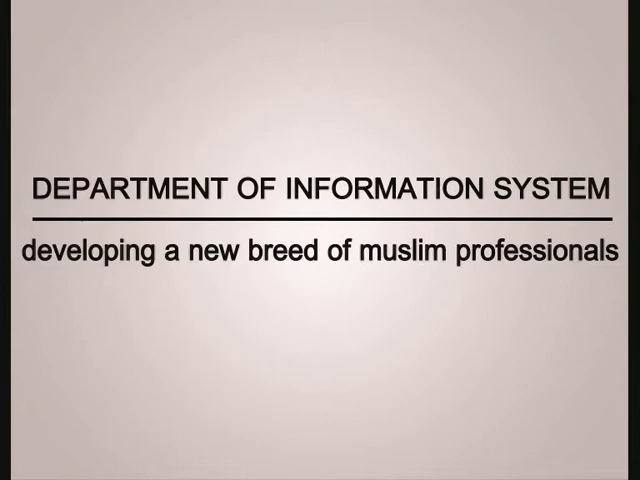 DEPARTMENT OF INFORMATION SYSTEM
developing a new breed of muslim professionals